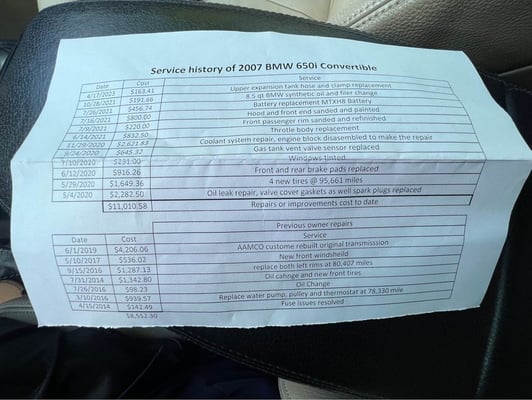 Service history of 2007 BMW 650i Convertible
Date Cost Service
$163.41 Upper expansion tank hose and clamp replacement
10/28/2021 $191.66 8.5 qt BMW synthetic oil and filer change
7/26/2021 $456.74 Battery replacement MTXH8 Battery
7/16/2021 $800.00 Hood and front end sanded and painted
7/9/2021 $220.00 Front passenger rim sanded and refinished
6/24/2021 $832.50 Throttle body replacement
11/29/2020 $2,621.83 Coolant system repair, engine block to make the repair
8/24/2020 $645.32 Gas tank vent valve sensor replaced
7/10/2020 $231.00 Windows tinted
6/12/2020 $916.26 Front and rear brake pads replaced
5/29/2020 $1,649.36 4 new tires @ 95,661 miles
5/4/2020 $2,282.50 Oil leak repair, valve cover gaskets as well spark plugs replaced
$11,010.58 Repairs or improvements cost to date
Previous owner repairs
Date Cost Service
6/1/2019 $4,206.06 AAMCO custome rebuilt original transmisssion
5/10/2017 $536.02 New front windsheild
9/15/2016 $1,287.13 replace both left rims at 80,407 miles
7/31/2014 $1,342.80 Oil cahnge and new front tires
7/26/2016 $98.23 Oil Change
3/10/2016 $939.57 Replace water pump, pulley and thermostat at 78,330 mile
4/15/2014 $142.49 Fuse issues resolved
$8,552.30